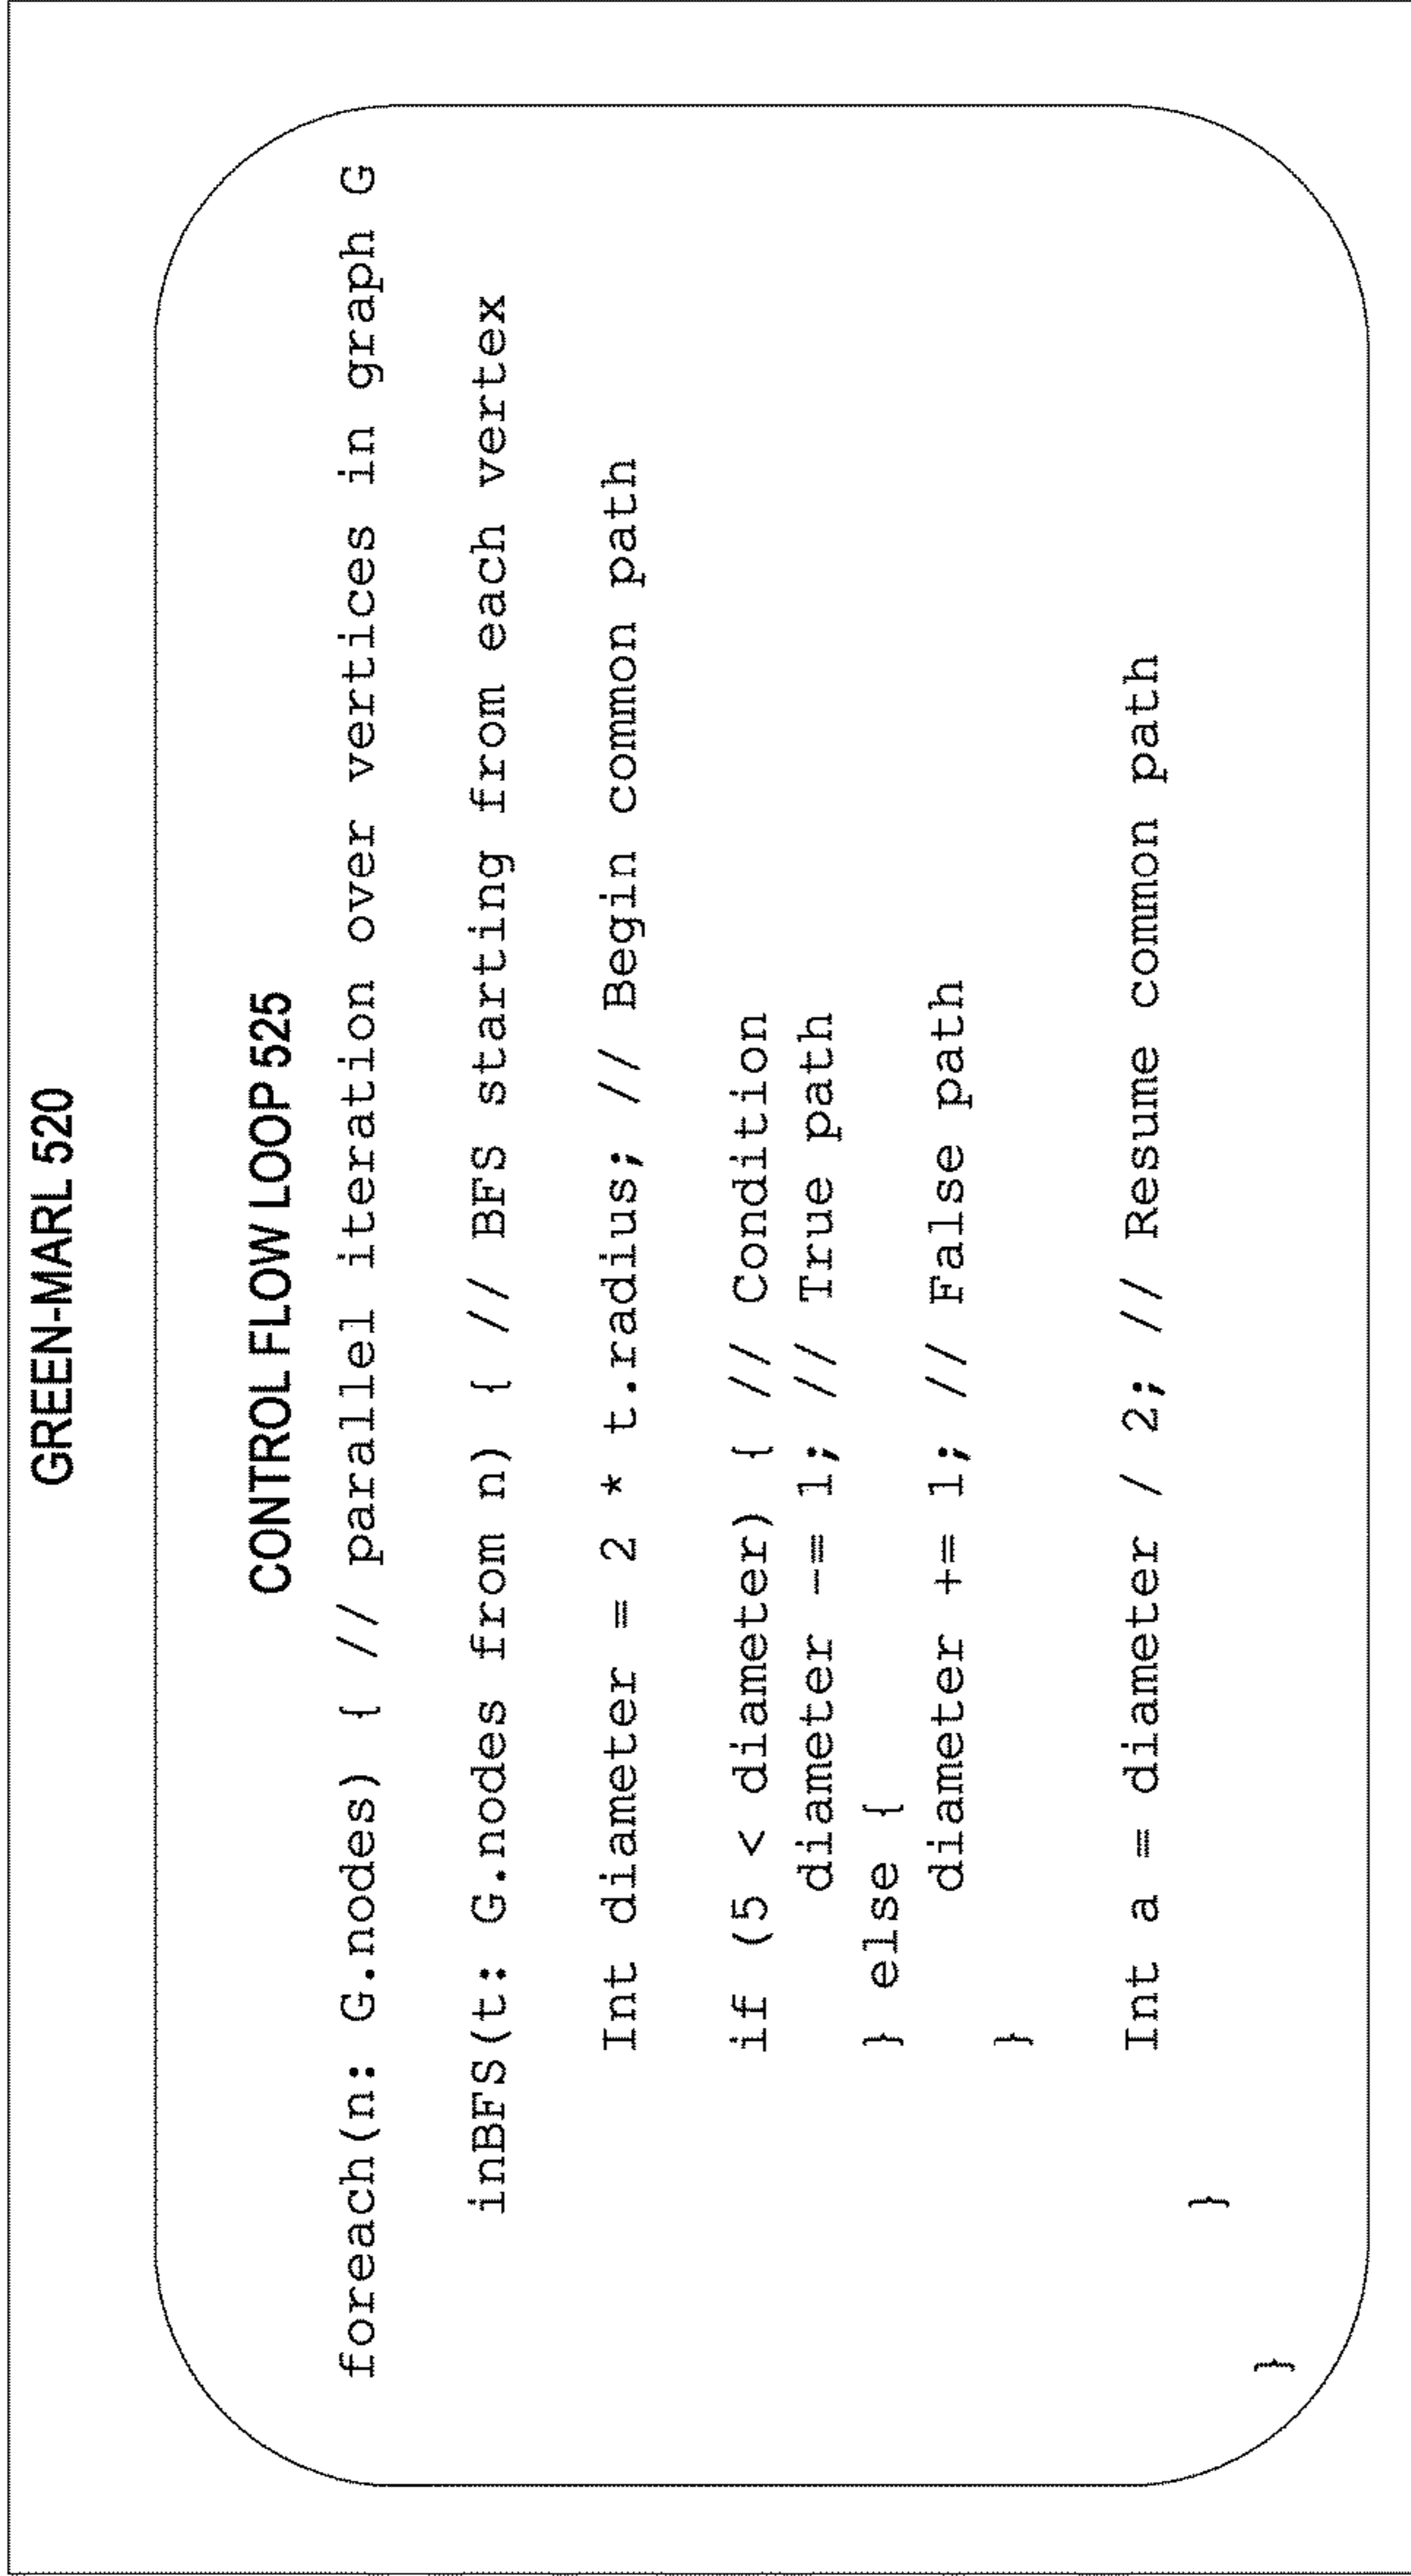 GREEN-MARL 520
CONTROL FLOW LOOP 525
foreach(n: G.nodes) { // parallel iteration over vertices in graph G
inBFS(t: G.nodes from n) { // BFS starting from each vertex
Int diameter = 2 * t.radius; // Begin common path
if (5 < diameter) { // Condition
diameter -= 1; // True path
} else {
diameter += 1; // False path
}
Int a = diameter / 2; // Resume common path
}
}